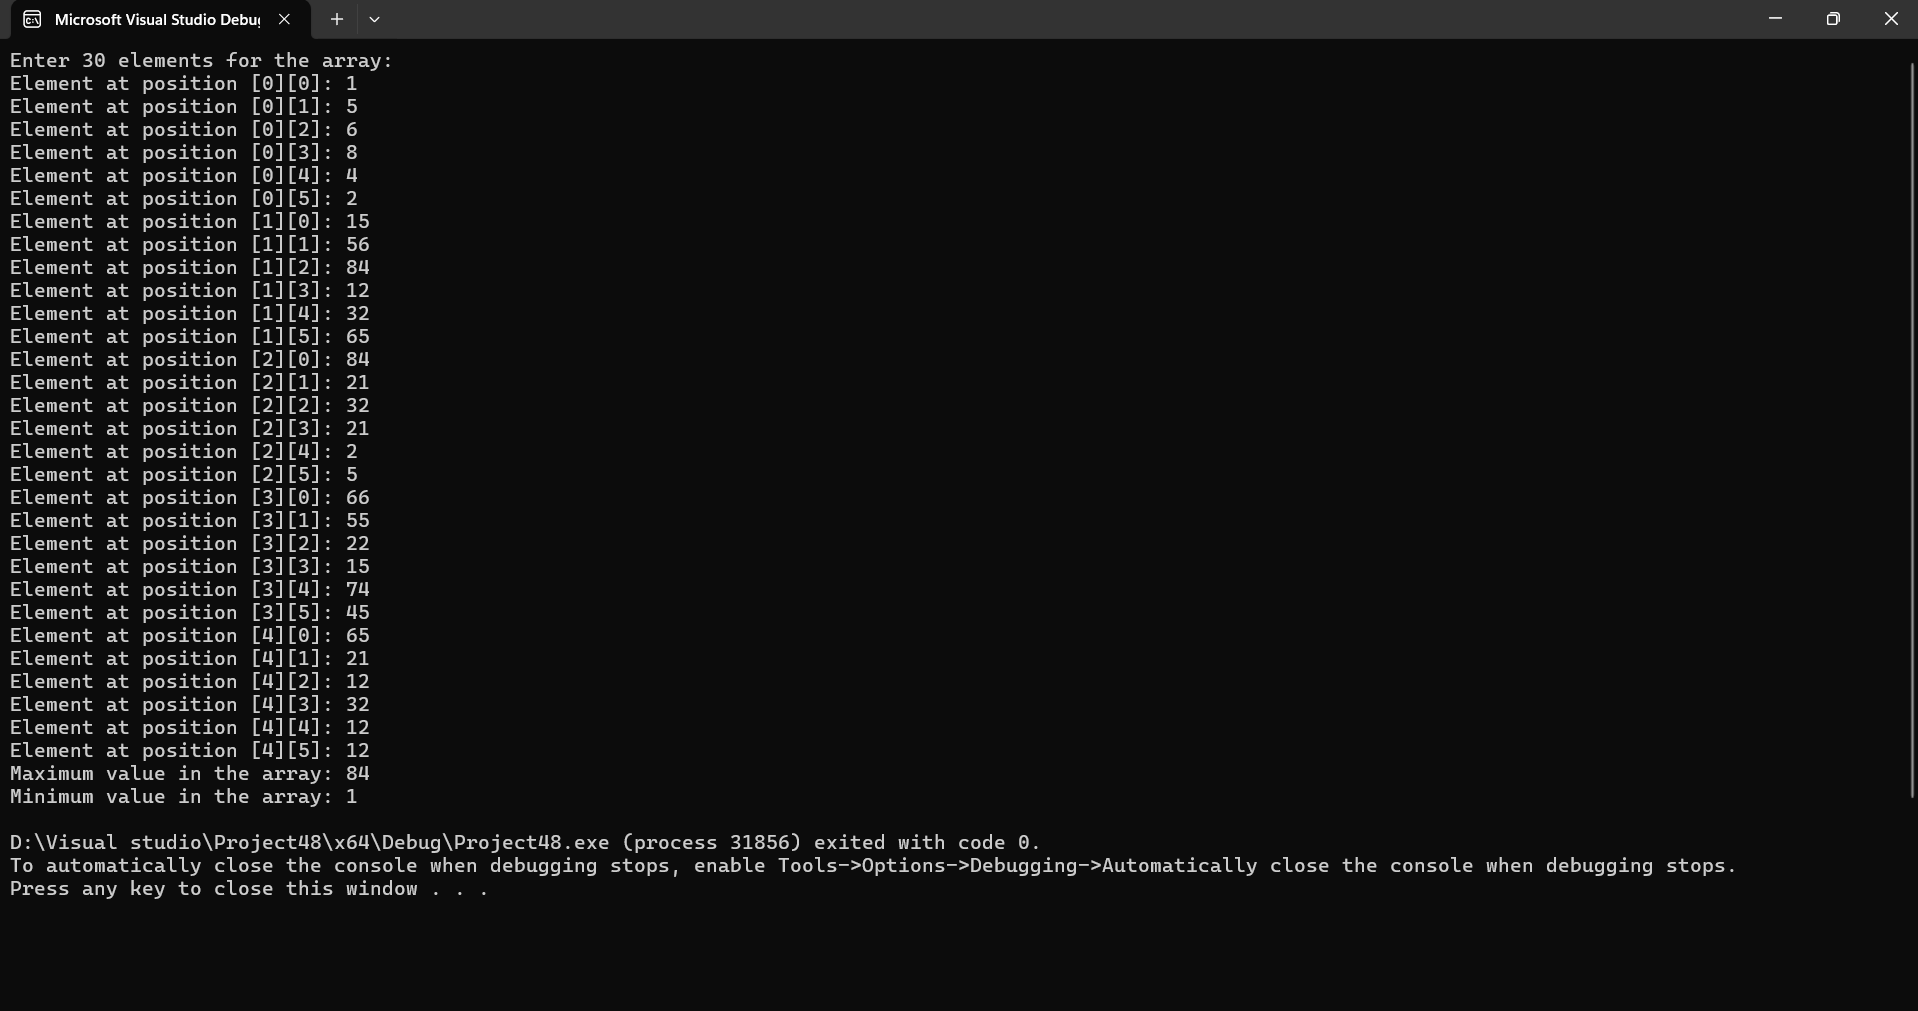 Microsoft Visual Studio Debu
Enter 30 elements for the array:
Element at position [0][0]: 1
Element at position [0][1]: 5
Element at position [0][2]: 6
Element at position [0][3]: 8
Element at position [0][4]: 4
Element at position [0][5]: 2
Element at position [1][0]: 15
Element at position [1][1]: 56
Element at position [1][2]: 84
Element at position [1][3]: 12
Element at position [1][4]: 32
Element at position [1][5]: 65
Element at position [2][0]: 84
Element at position [2][1]: 21
Element at position [2][2]: 32
Element at position [2][3]: 21
Element at position [2][4]: 2
Element at position [2][5]: 5
Element at position [3][0]: 66
Element at position [3][1]: 55
Element at position [3][2]: 22
Element at position [3][3]: 15
Element at position [3][4]: 74
Element at position [3][5]: 45
Element at position [4][0]: 65
Element at position [4][1]: 21
Element at position [4][2]: 12
Element at position [4][3]: 32
Element at position [4][4]: 12
Element at position [4][5]: 12
Maximum value in the array: 84
Minimum value in the array: 1
D:\Visual studio\Project48\x64\Debug\Project48.exe (process 31856) exited with code 0.
To automatically close the console when debugging stops, enable Tools->Options->Debugging->Automatically close the console when debugging stops.
Press any key to close this window . . .